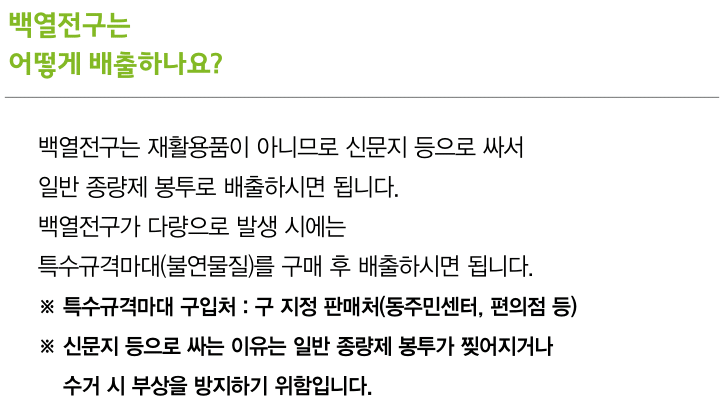 백열전구는
어떻게 배출하나요?
백열전구는 재활용품이 아니므로 신문지 등으로 싸서
일반 종량제 봉투로 배출하시면 됩니다.
백열전구가 다량으로 발생 시에는
특수규격마대(불연물질)를 구매 후 배출하시면 됩니다.
※ 특수규격마대 구입처 : 구 지정 판매처(동주민센터, 편의점 등)
※ 신문지 등으로 싸는 이유는 일반 종량제 봉투가 찢어지거나
수거 시 부상을 방지하기 위함입니다.